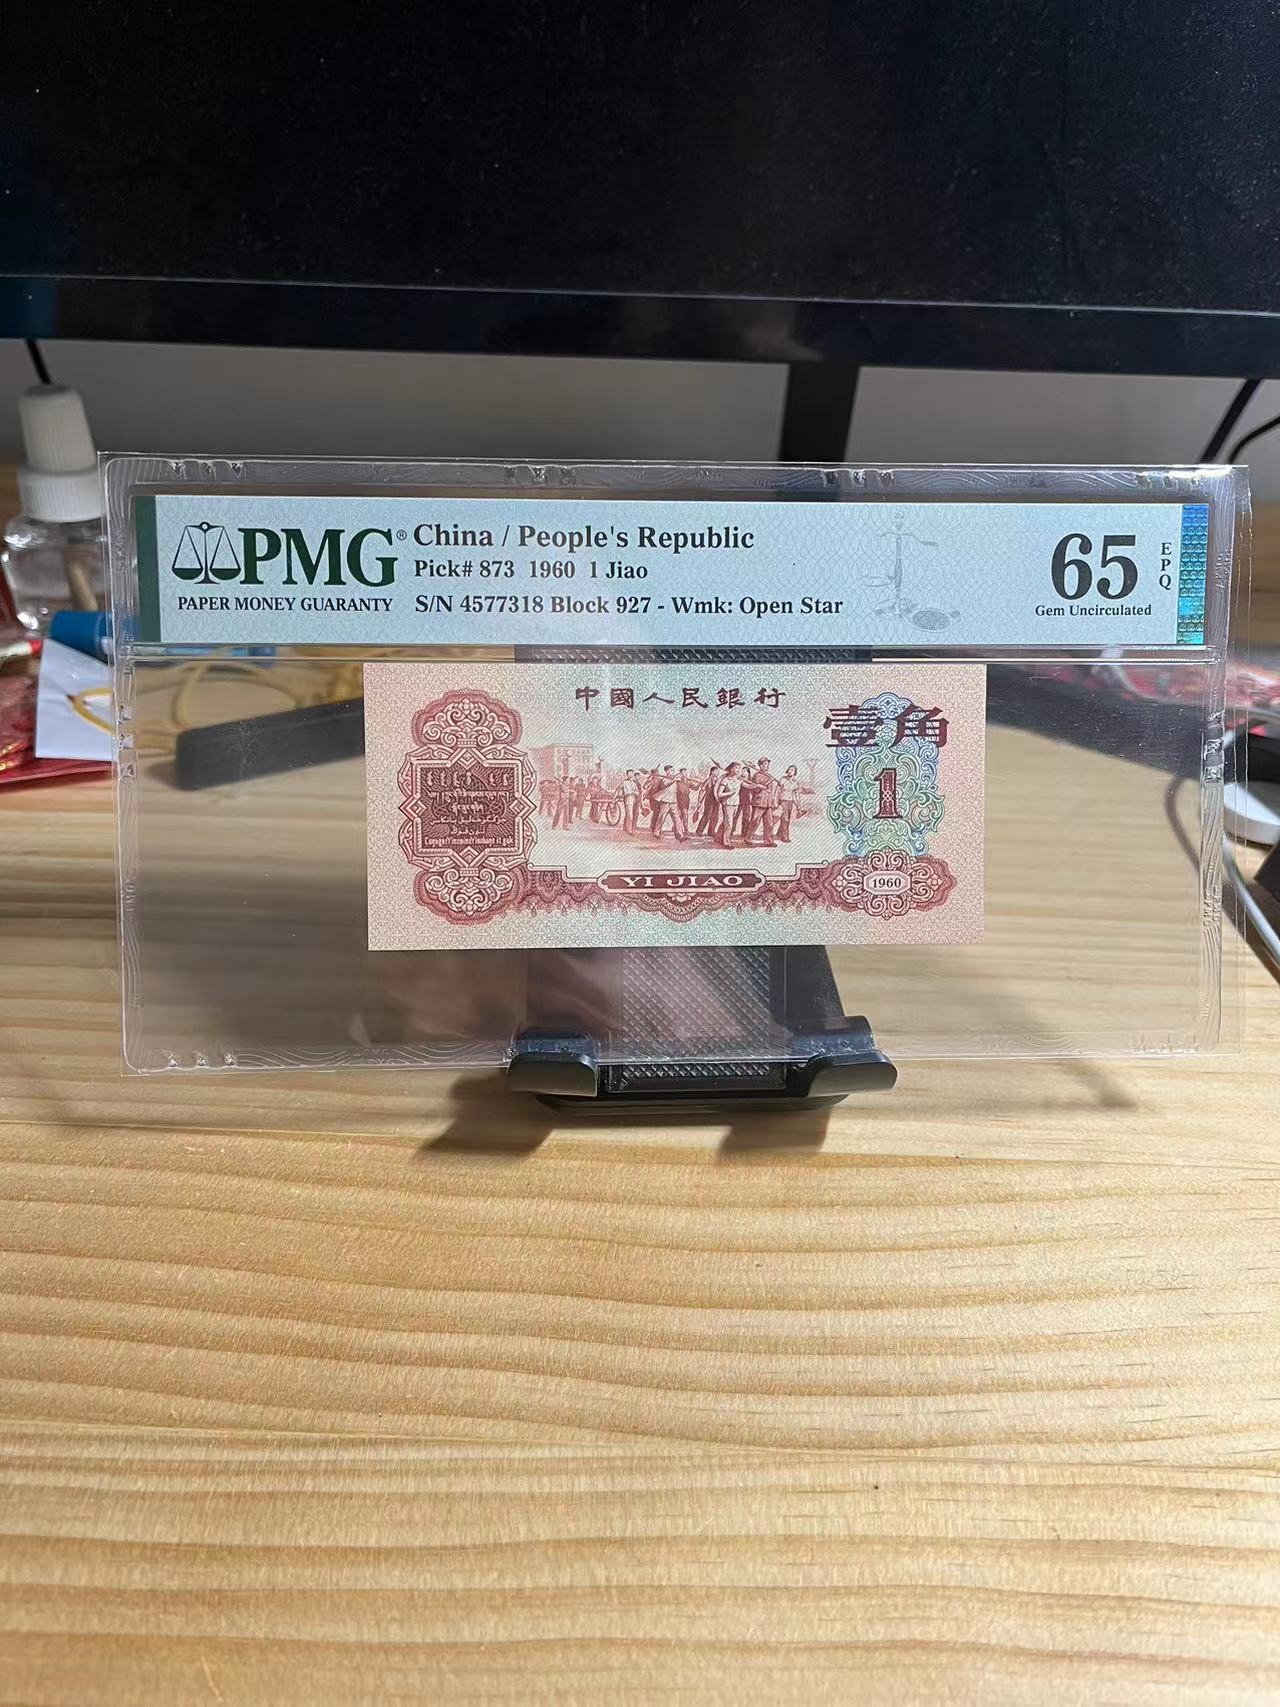 PMG® China / People's Republic
Pick# 873 1960 1 Jiao
PAPER MONEY GUARANTY S/N 4577318 Block 927 - Wmk: Open Star
65 EPQ
Gem Uncirculated
中國人民銀行
壹角
1
YI JIAO
1960